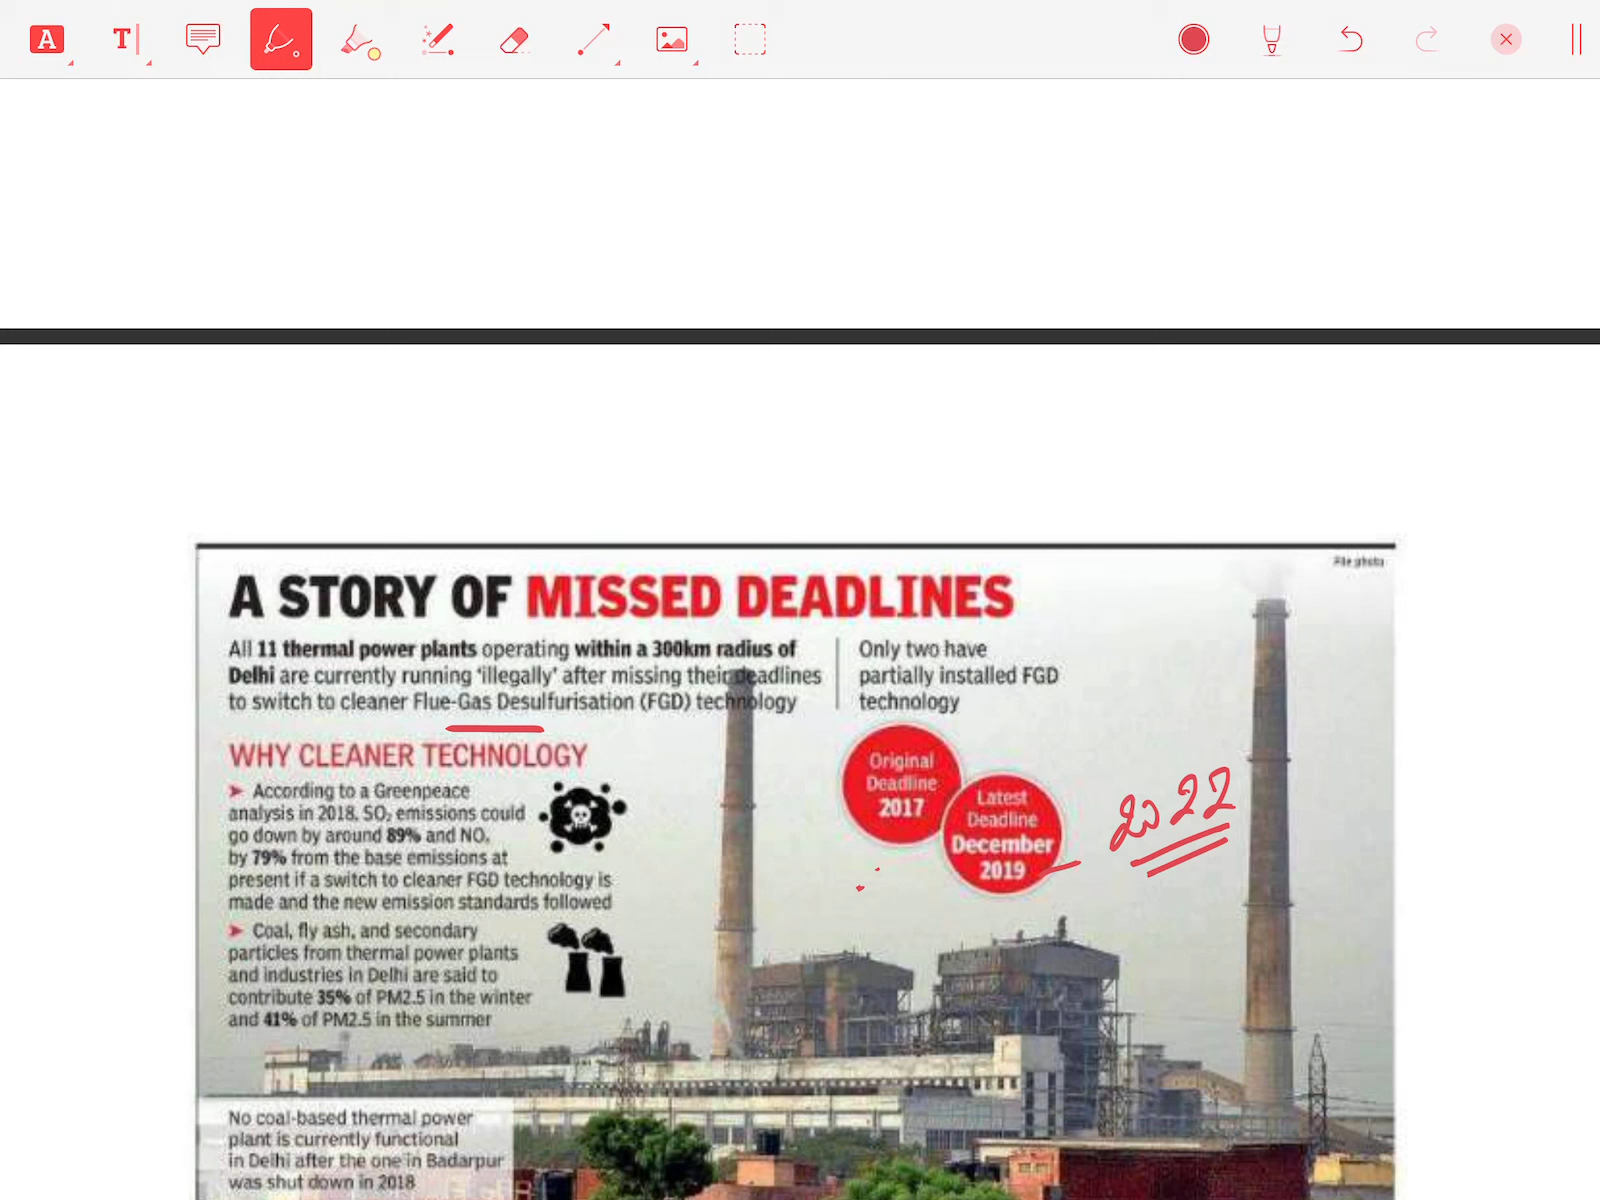 A
T
File photo
A STORY OF MISSED DEADLINES
All 11 thermal power plants operating within a 300km radius of
Delhi are currently running ‘illegally’ after missing their deadlines
to switch to cleaner Flue-Gas Desulfurisation (FGD) technology
Only two have
partially installed FGD
technology
WHY CLEANER TECHNOLOGY
➤ According to a Greenpeace
analysis in 2018, SO₂ emissions could
go down by around 89% and NOₓ
by 79% from the base emissions at
present if a switch to cleaner FGD technology is
made and the new emission standards followed
➤ Coal, fly ash, and secondary
particles from thermal power plants
and industries in Delhi are said to
contribute 35% of PM2.5 in the winter
and 41% of PM2.5 in the summer
Original
Deadline
2017
Latest
Deadline
December
2019
2022
No coal-based thermal power
plant is currently functional
in Delhi after the one in Badarpur
was shut down in 2018